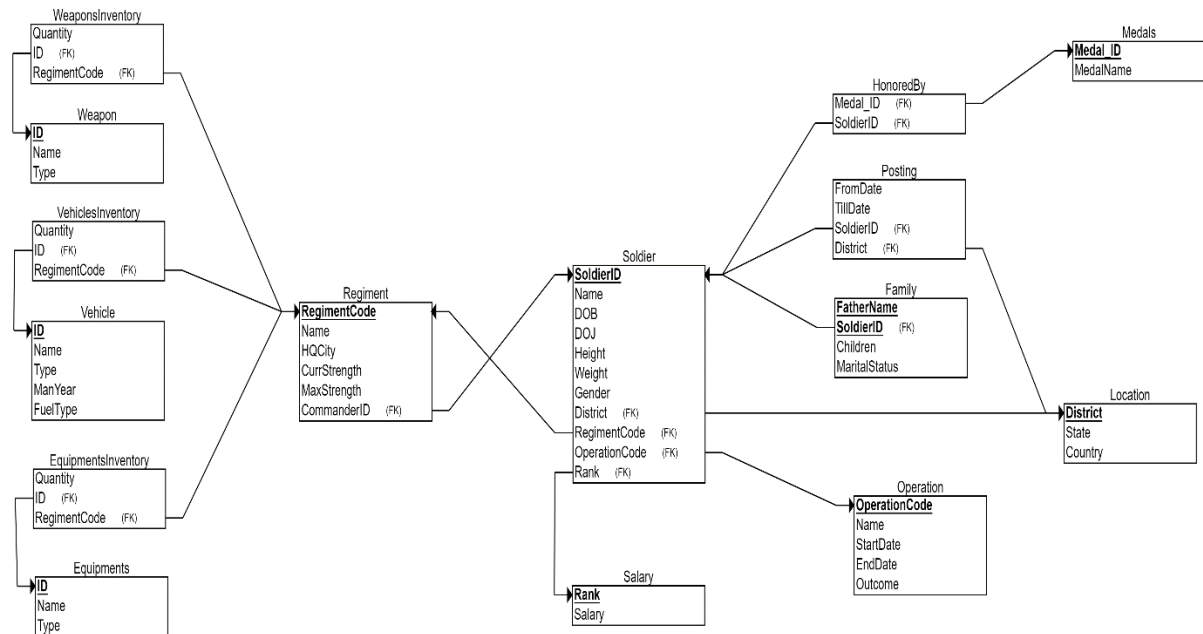 WeaponsInventory
Quantity
ID (FK)
RegimentCode (FK)
Weapon
ID
Name
Type
VehiclesInventory
Quantity
ID (FK)
RegimentCode (FK)
Vehicle
ID
Name
Type
ManYear
FuelType
EquipmentsInventory
Quantity
ID (FK)
RegimentCode (FK)
Equipments
ID
Name
Type
Regiment
RegimentCode
Name
HQCity
CurrStrength
MaxStrength
CommanderID (FK)
Soldier
SoldierID
Name
DOB
DOJ
Height
Weight
Gender
District (FK)
RegimentCode (FK)
OperationCode (FK)
Rank (FK)
Salary
Rank
Salary
Medals
Medal_ID
MedalName
HonoredBy
Medal_ID (FK)
SoldierID (FK)
Posting
FromDate
TillDate
SoldierID (FK)
District (FK)
Family
FatherName
SoldierID (FK)
Children
MaritalStatus
Location
District
State
Country
Operation
OperationCode
Name
StartDate
EndDate
Outcome